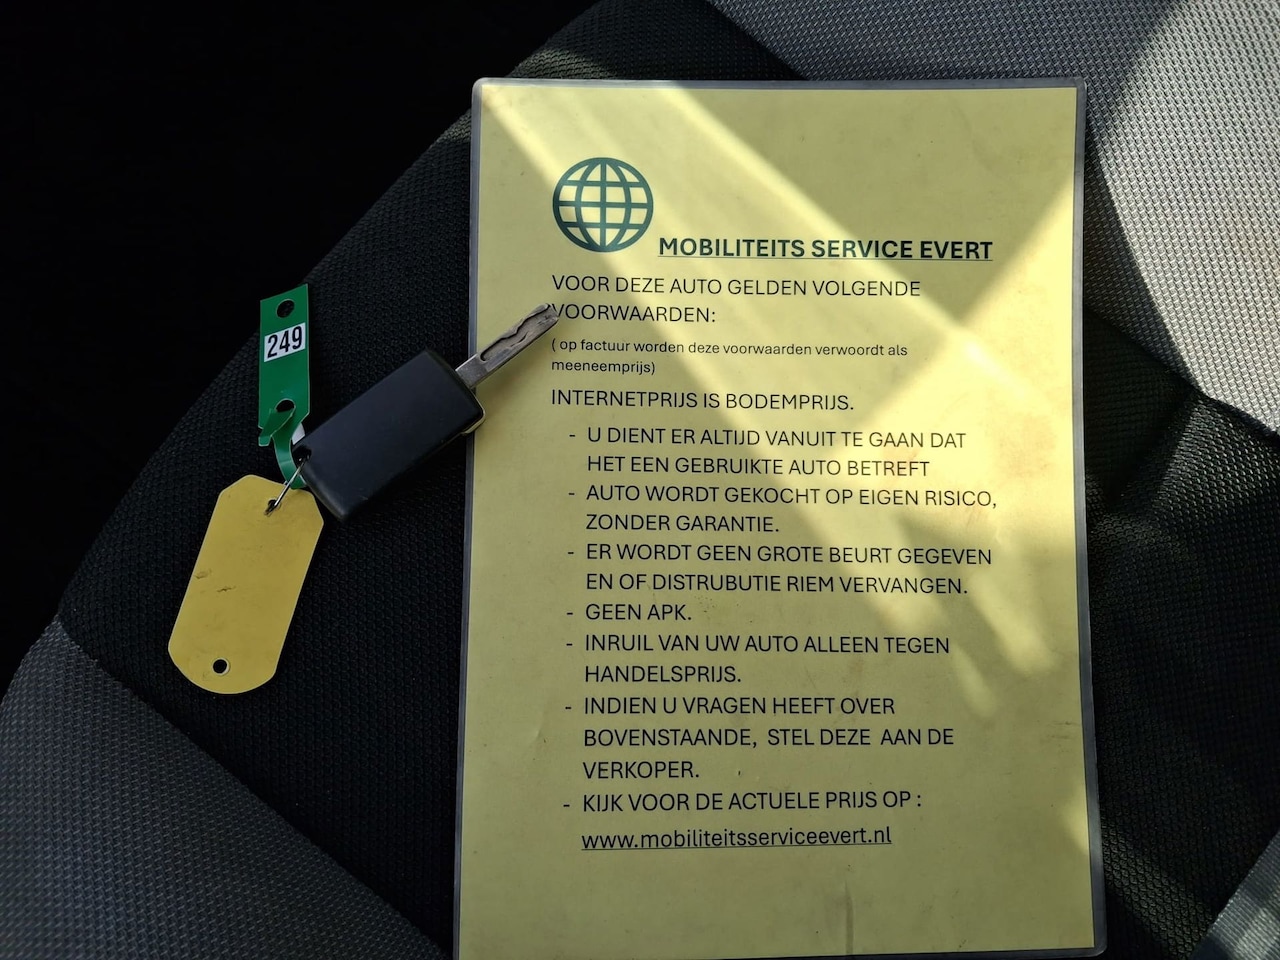 249
MOBILITEITS SERVICE EVERT
VOOR DEZE AUTO GELDEN VOLGENDE
VOORWAARDEN:
( op factuur worden deze voorwaarden verwoordt als
meeneemprijs)
INTERNETPRIJS IS BODEMPRIJS.
- U DIENT ER ALTIJD VANUIT TE GAAN DAT
HET EEN GEBRUIKTE AUTO BETREFT
- AUTO WORDT GEKOCHT OP EIGEN RISICO,
ZONDER GARANTIE.
- ER WORDT GEEN GROTE BEURT GEGEVEN
EN OF DISTRUBUTIE RIEM VERVANGEN.
- GEEN APK.
- INRUIL VAN UW AUTO ALLEEN TEGEN
HANDELSPRIJS.
- INDIEN U VRAGEN HEEFT OVER
BOVENSTAANDE, STEL DEZE AAN DE
VERKOPER.
- KIJK VOOR DE ACTUELE PRIJS OP :
www.mobiliteitsserviceevert.nl